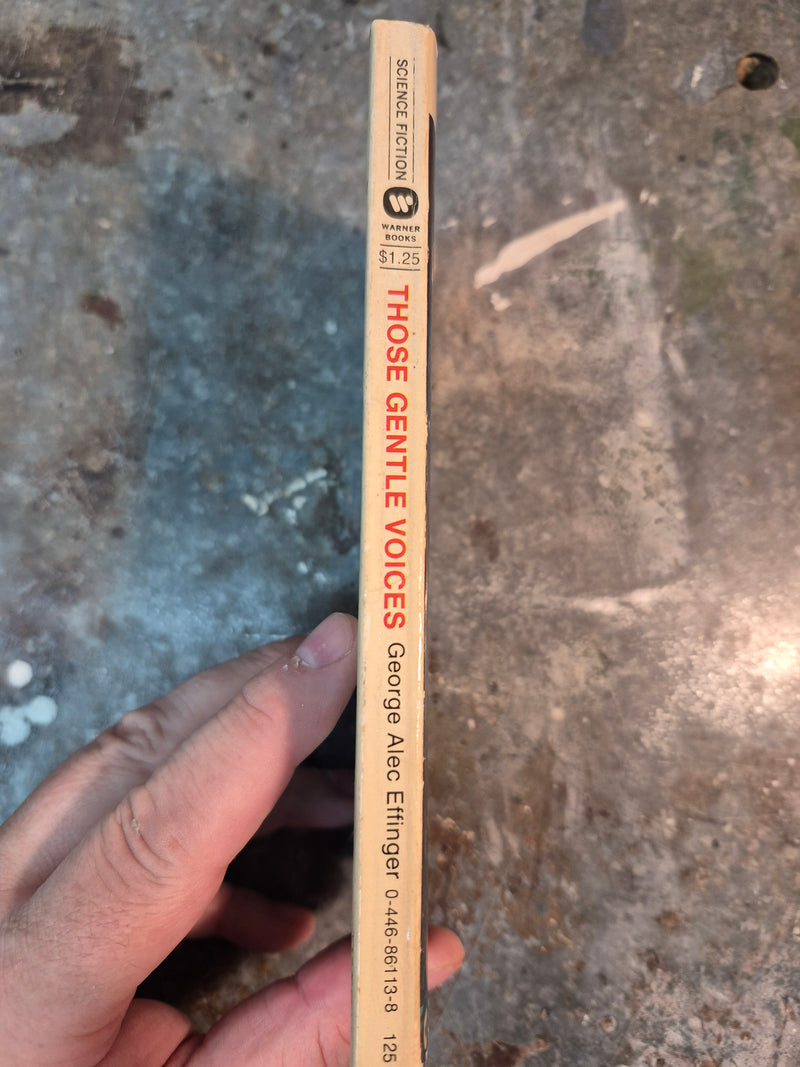 SCIENCE FICTION
WARNER
BOOKS
$1.25
THOSE GENTLE VOICES George Alec Effinger 0-446-86113-8 125